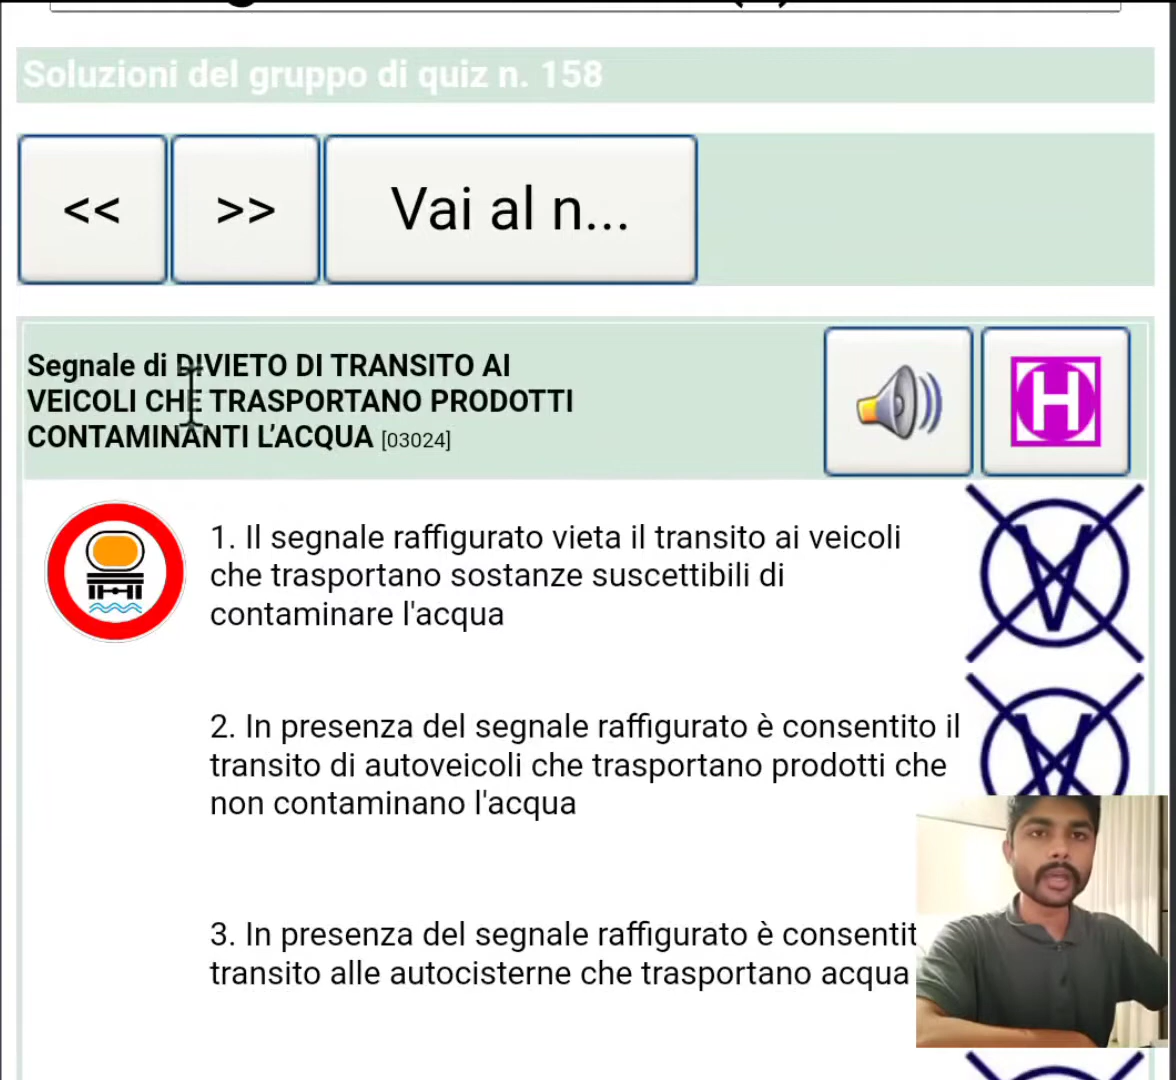 Soluzioni del gruppo di quiz n. 158
<< >> Vai al n...
Segnale di DIVIETO DI TRANSITO AI
VEICOLI CHE TRASPORTANO PRODOTTI
CONTAMINANTI L’ACQUA [03024]
H
1. Il segnale raffigurato vieta il transito ai veicoli
che trasportano sostanze suscettibili di
contaminare l'acqua
V
2. In presenza del segnale raffigurato è consentito il
transito di autoveicoli che trasportano prodotti che
non contaminano l'acqua
V
3. In presenza del segnale raffigurato è consentit
transito alle autocisterne che trasportano acqua